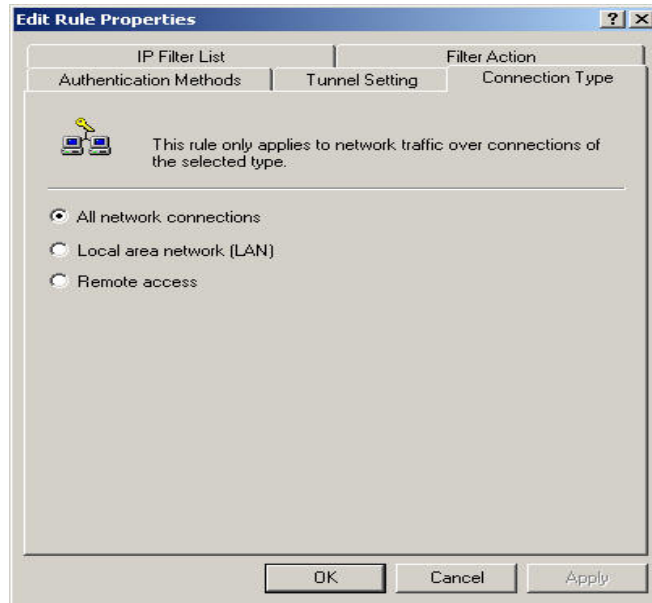 Edit Rule Properties
IP Filter List
Filter Action
Authentication Methods
Tunnel Setting
Connection Type
This rule only applies to network traffic over connections of
the selected type.
All network connections
Local area network (LAN)
Remote access
OK
Cancel
Apply